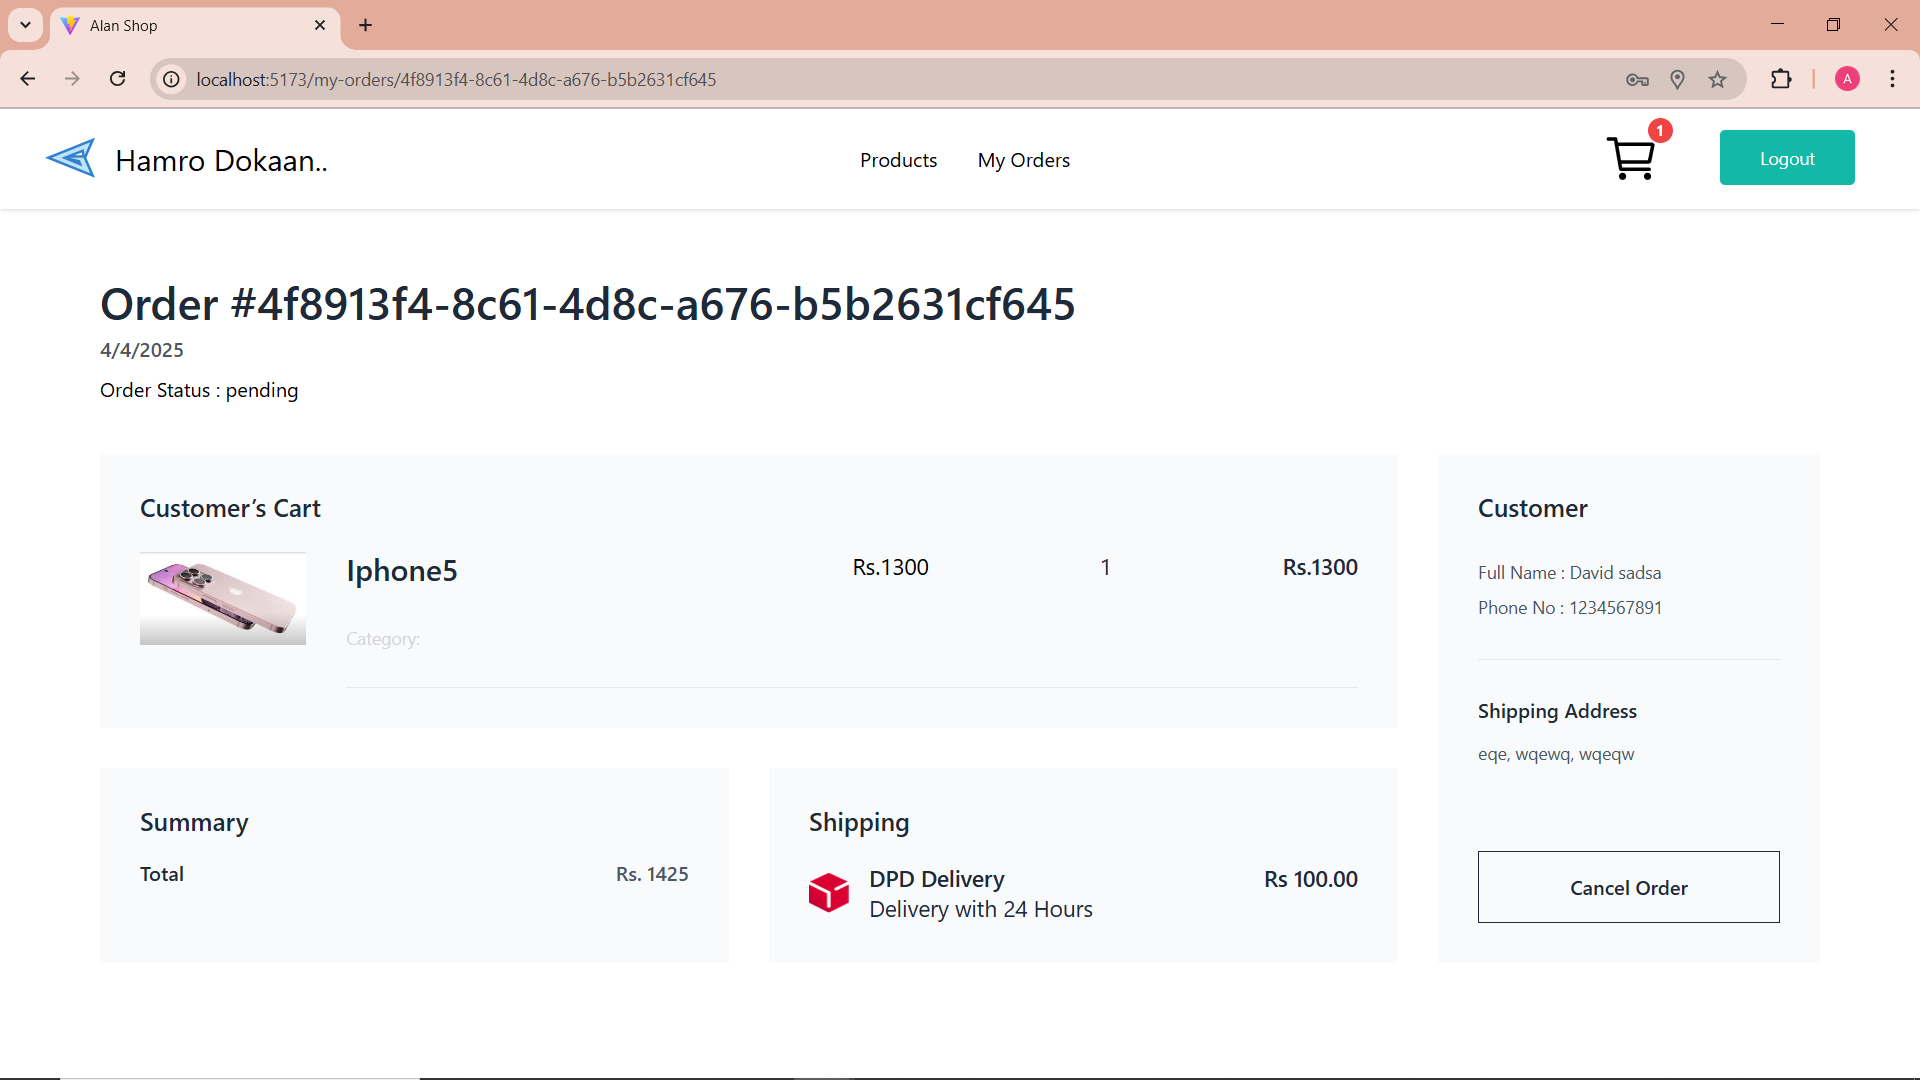 Alan Shop
localhost:5173/my-orders/4f8913f4-8c61-4d8c-a676-b5b2631cf645
A
Hamro Dokaan..
Products
My Orders
1
Logout
Order #4f8913f4-8c61-4d8c-a676-b5b2631cf645
4/4/2025
Order Status : pending
Customer’s Cart
Iphone5
Rs.1300
1
Rs.1300
Category:
Summary
Total
Rs. 1425
Shipping
DPD Delivery
Rs 100.00
Delivery with 24 Hours
Customer
Full Name : David sadsa
Phone No : 1234567891
Shipping Address
eqe, wqewq, wqeqw
Cancel Order